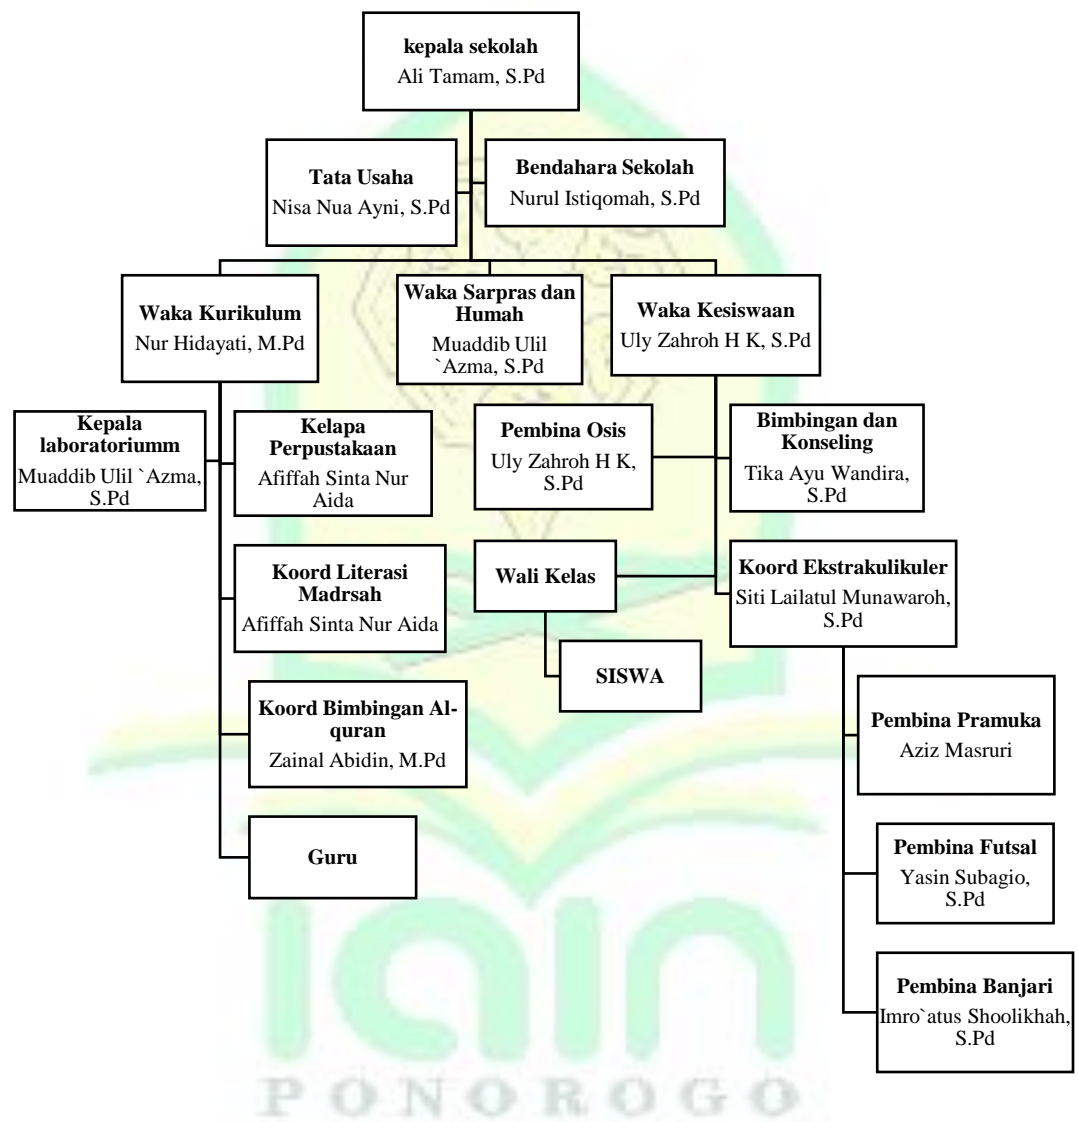 kepala sekolah
Ali Tamam, S.Pd
Tata Usaha
Nisa Nua Ayni, S.Pd
Bendahara Sekolah
Nurul Istiqomah, S.Pd
Waka Kurikulum
Nur Hidayati, M.Pd
Waka Sarpras dan
Humah
Muaddib Ulil
`Azma, S.Pd
Waka Kesiswaan
Uly Zahroh H K, S.Pd
Kepala
laboratoriumm
Muaddib Ulil `Azma,
S.Pd
Kelapa
Perpustakaan
Afiffah Sinta Nur
Aida
Pembina Osis
Uly Zahroh H K,
S.Pd
Bimbingan dan
Konseling
Tika Ayu Wandira,
S.Pd
Koord Literasi
Madrsah
Afiffah Sinta Nur Aida
Wali Kelas
Koord Ekstrakulikuler
Siti Lailatul Munawaroh,
S.Pd
SISWA
Koord Bimbingan Al-
quran
Zainal Abidin, M.Pd
Pembina Pramuka
Aziz Masruri
Guru
Pembina Futsal
Yasin Subagio,
S.Pd
Pembina Banjari
Imro`atus Shoolikhah,
S.Pd
iain
PONOROGO